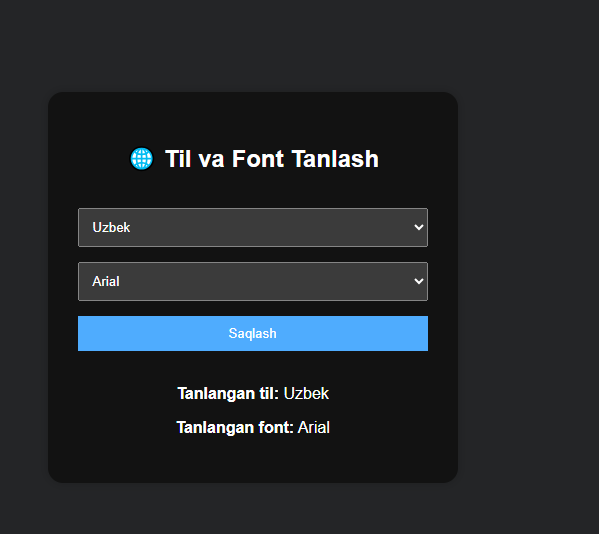 🌐 Til va Font Tanlash
Uzbek
Arial
Saqlash
Tanlangan til: Uzbek
Tanlangan font: Arial